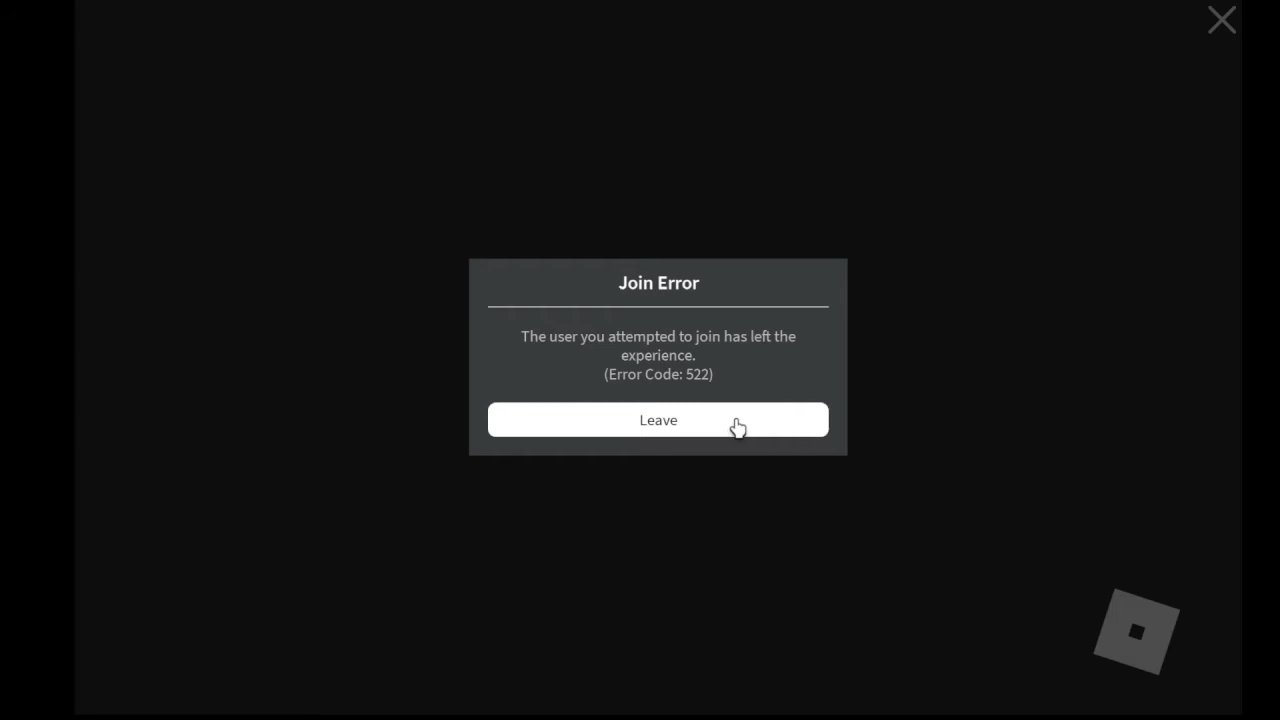 Join Error
The user you attempted to join has left the
experience.
(Error Code: 522)
Leave